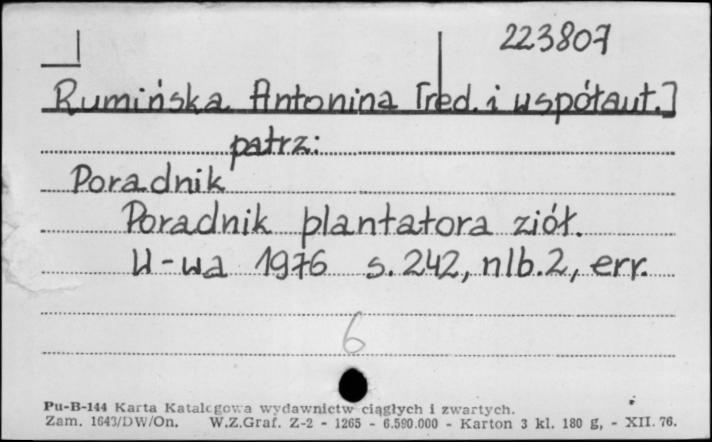 223807
Rumińska Antonina [red. i współaut.]
patrz:
Poradnik
Poradnik plantatora ziół.
W-wa 1976 s. 242, nlb. 2, err.
6
Pu-B-144 Karta Katalogowa wydawnictw ciągłych i zwartych.
Zam. 1643/DW/On. W.Z.Graf. Z-2 - 1265 - 6.590.000 - Karton 3 kl. 180 g, - XII. 76.